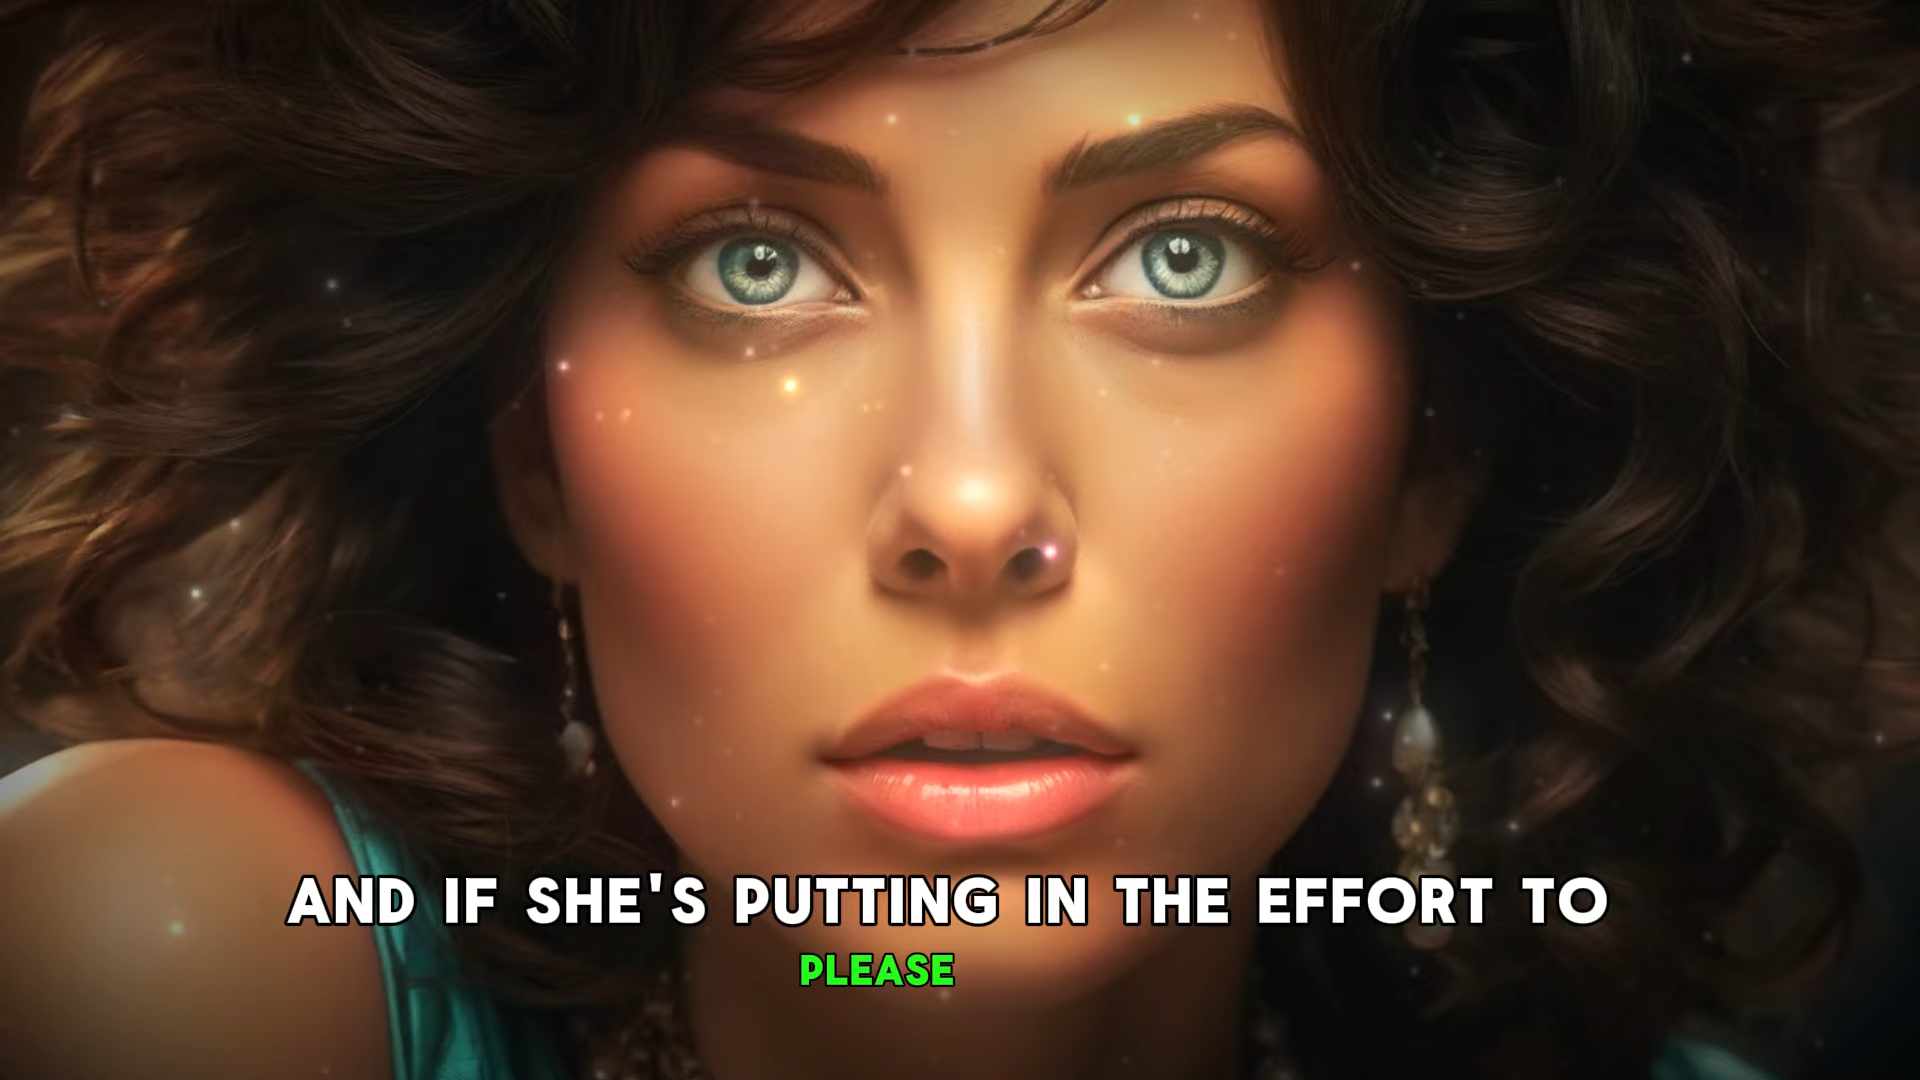 AND IF SHE'S PUTTING IN THE EFFORT TO
PLEASE